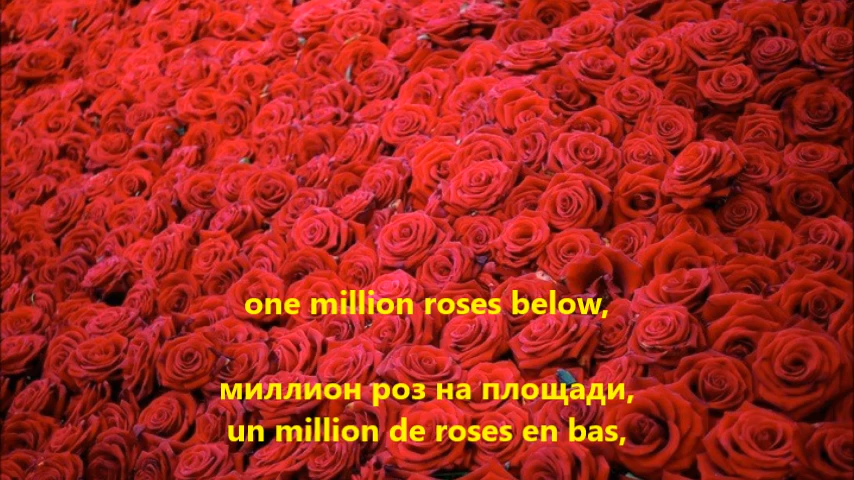 one million roses below,
миллион роз на площади,
un million de roses en bas,